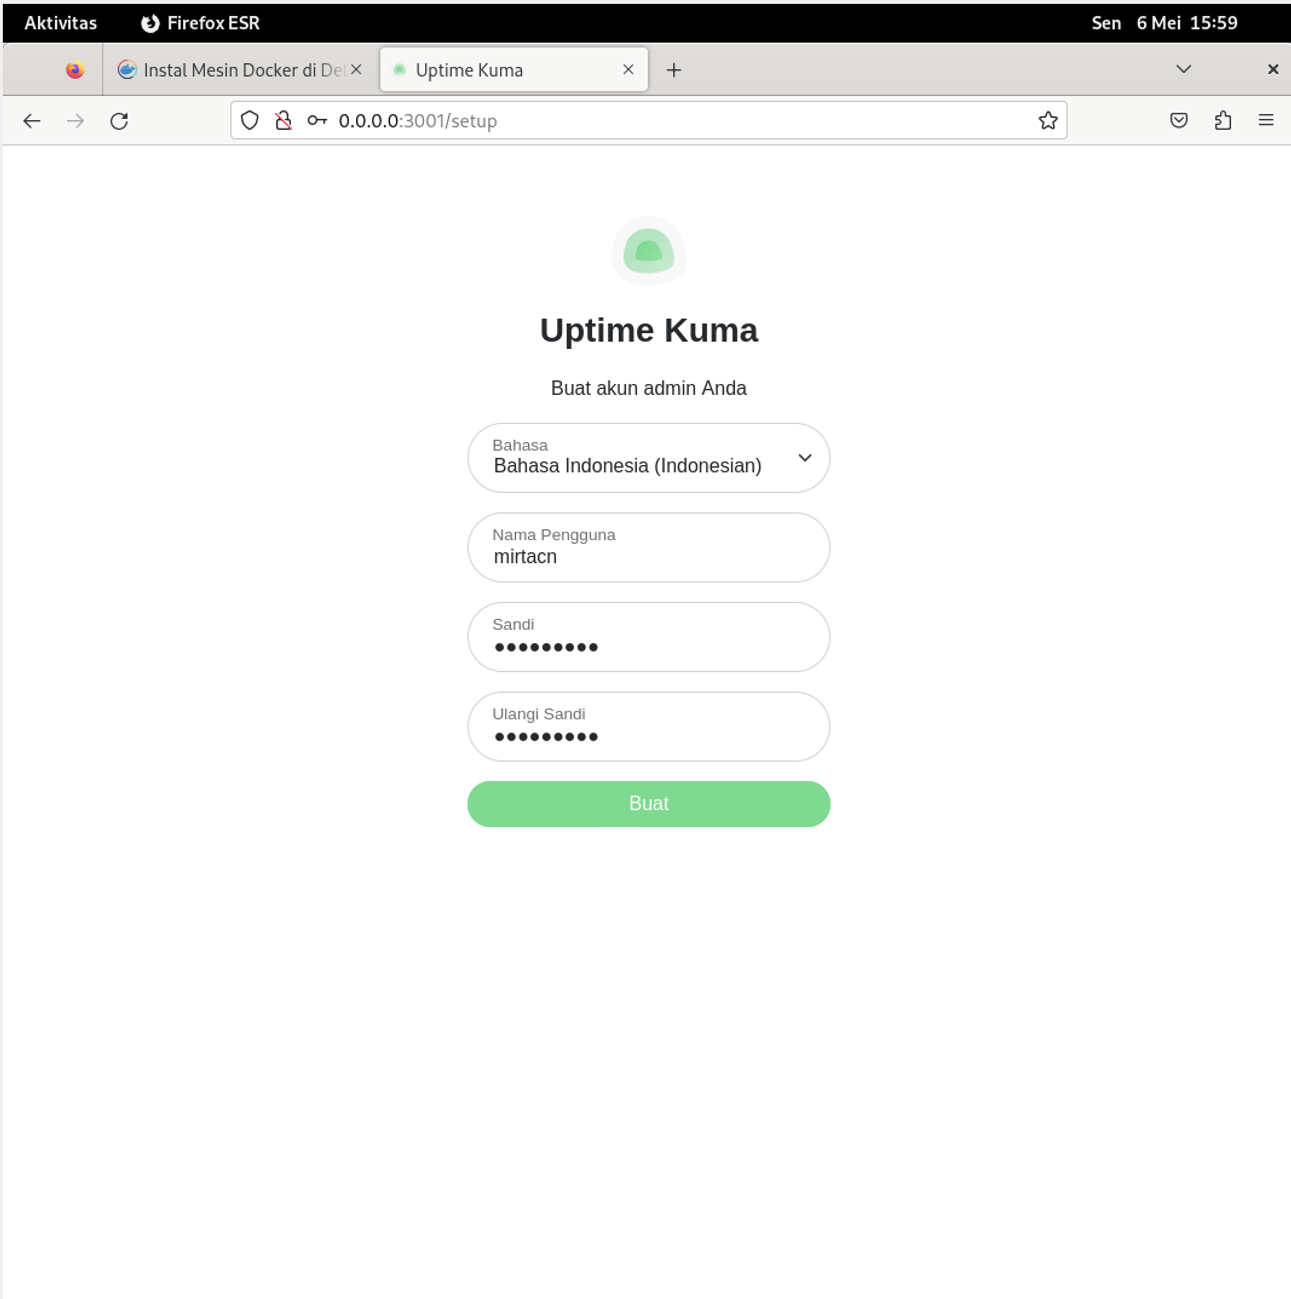 Aktivitas Firefox ESR Sen 6 Mei 15:59
Instal Mesin Docker di De Uptime Kuma
0.0.0.0:3001/setup
Uptime Kuma
Buat akun admin Anda
Bahasa
Bahasa Indonesia (Indonesian)
Nama Pengguna
mirtacn
Sandi
•••••••••
Ulangi Sandi
•••••••••
Buat